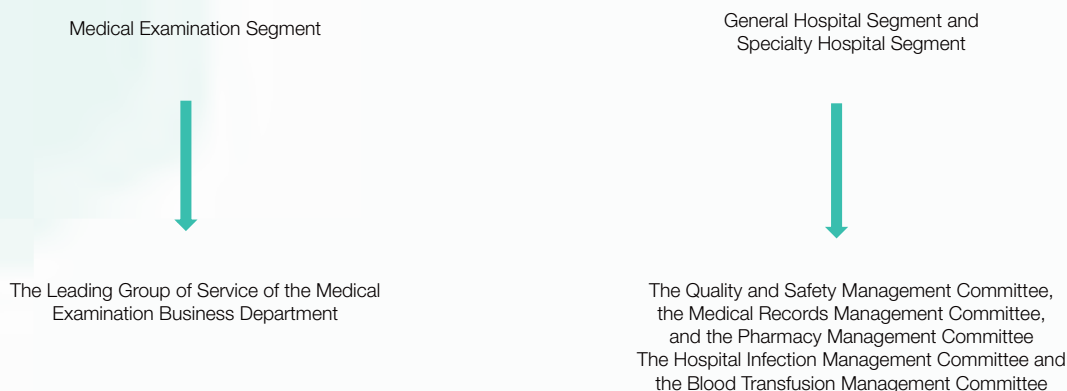 Medical Examination Segment
General Hospital Segment and
Specialty Hospital Segment
The Leading Group of Service of the Medical
Examination Business Department
The Quality and Safety Management Committee,
the Medical Records Management Committee,
and the Pharmacy Management Committee
The Hospital Infection Management Committee and
the Blood Transfusion Management Committee